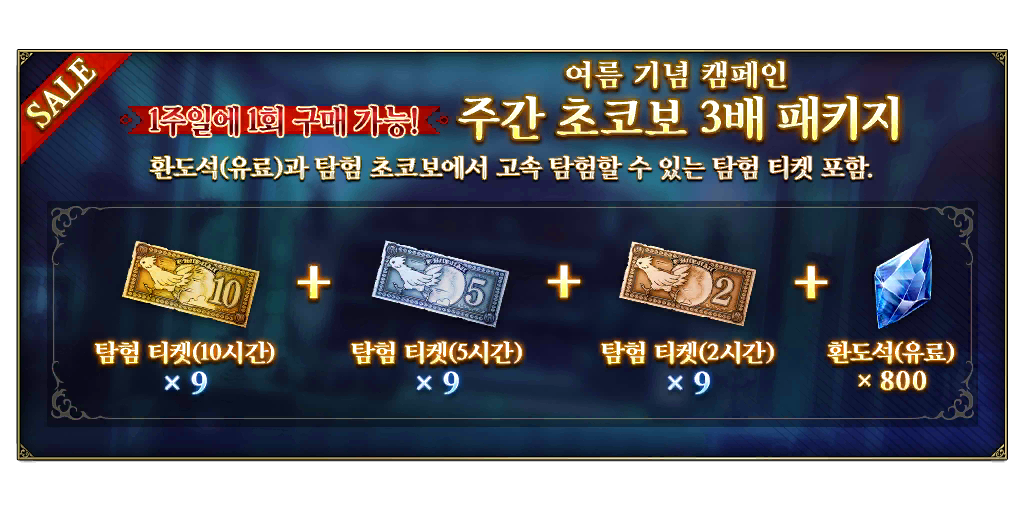 SALE
여름 기념 캠페인
1주일에 1회 구매 가능!
주간 초코보 3배 패키지
환도석(유료)과 탐험 초코보에서 고속 탐험할 수 있는 탐험 티켓 포함.
10
+
5
+
2
+
탐험 티켓(10시간)
× 9
탐험 티켓(5시간)
× 9
탐험 티켓(2시간)
× 9
환도석(유료)
× 800